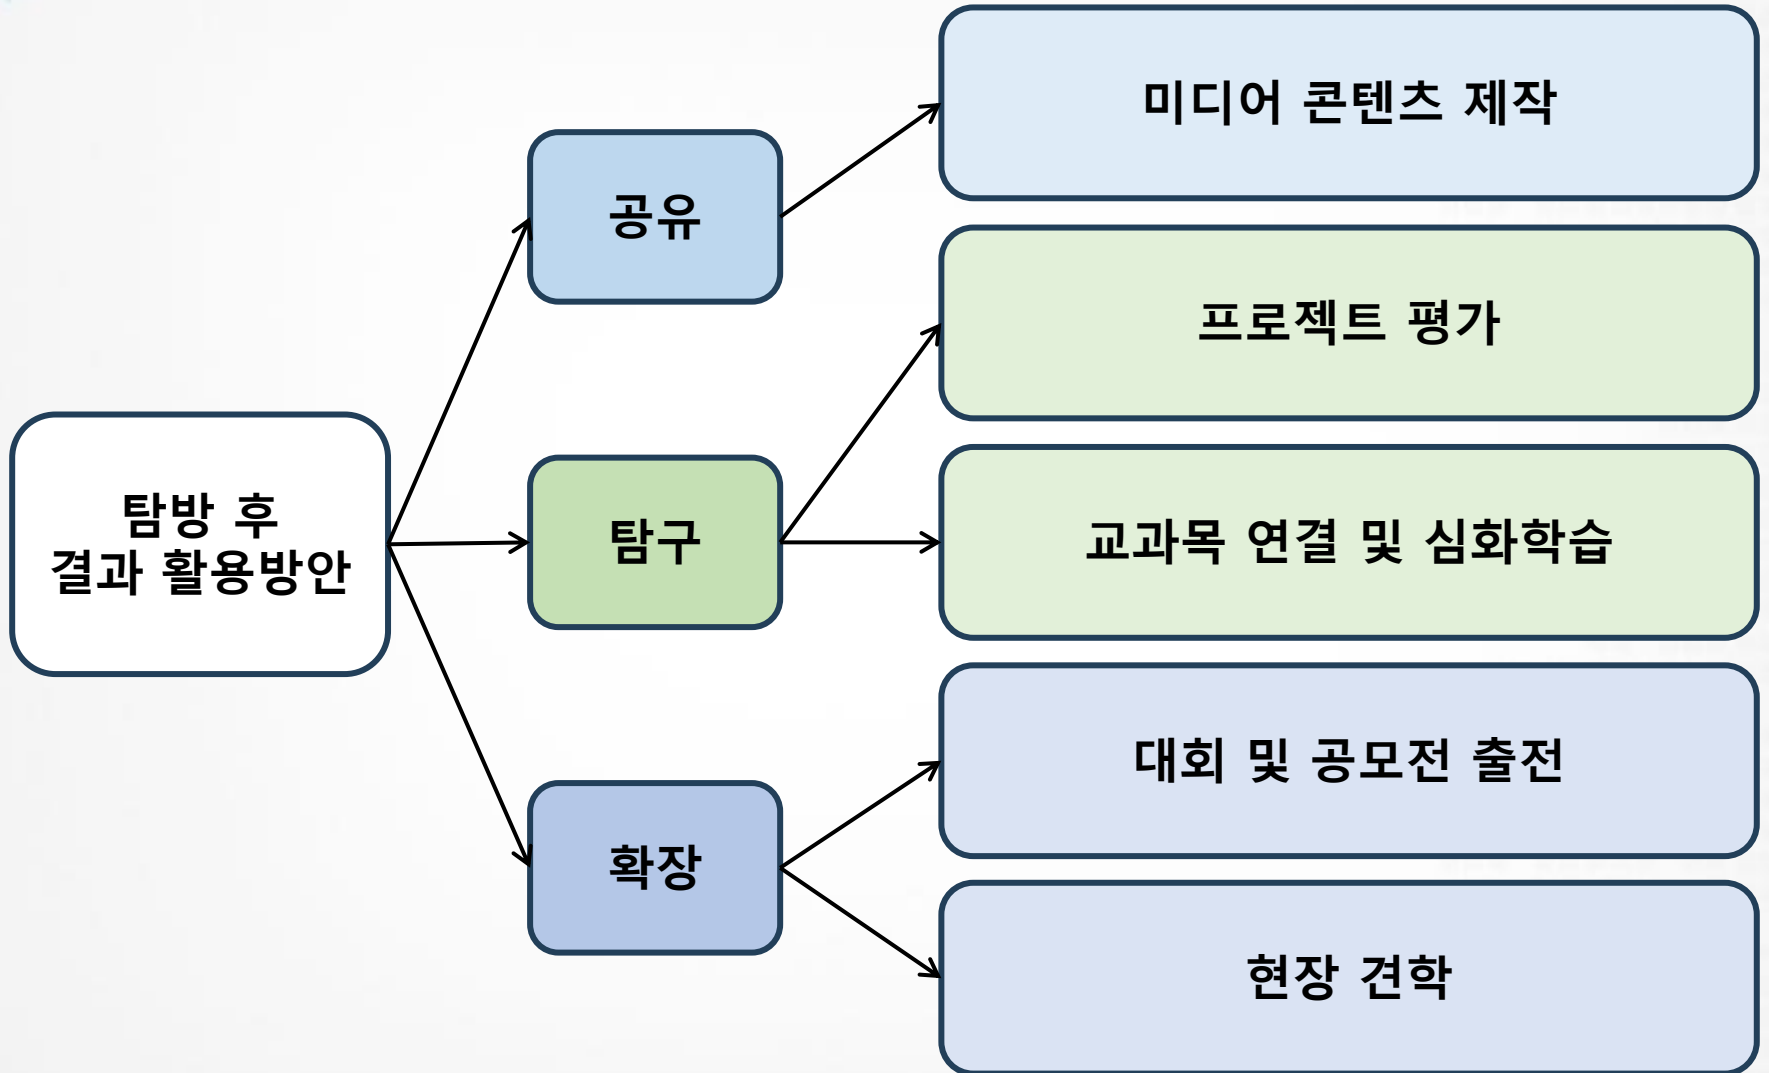 탐방 후
결과 활용방안
공유
탐구
확장
미디어 콘텐츠 제작
프로젝트 평가
교과목 연결 및 심화학습
대회 및 공모전 출전
현장 견학